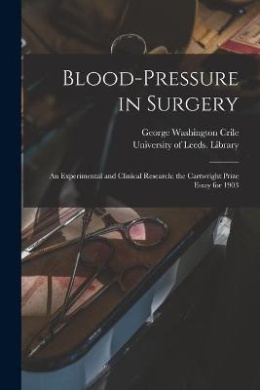 Blood-Pressure
in Surgery
George Washington Crile
University of Leeds. Library
An Experimental and Clinical Research: the Cartwright Prize
Essay for 1903